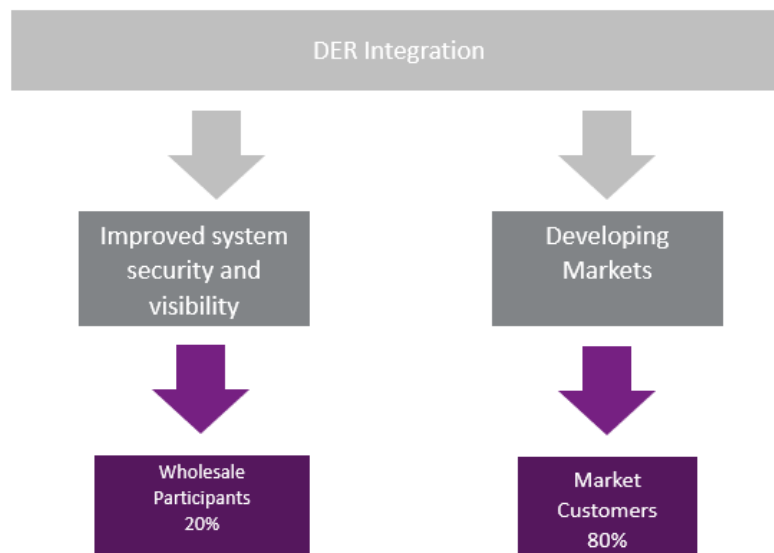 DER Integration
Improved system
security and
visibility
Developing
Markets
Wholesale
Participants
20%
Market
Customers
80%